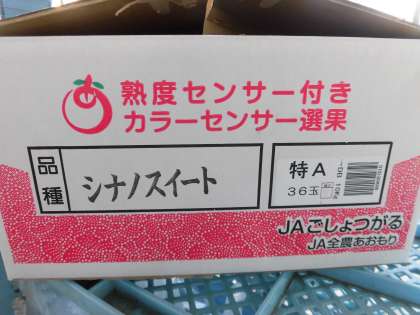 熟度センサー付き
カラーセンサー選果
品種
シナノスイート
特A
36玉
JAごしょつがる
JA全農あおもり